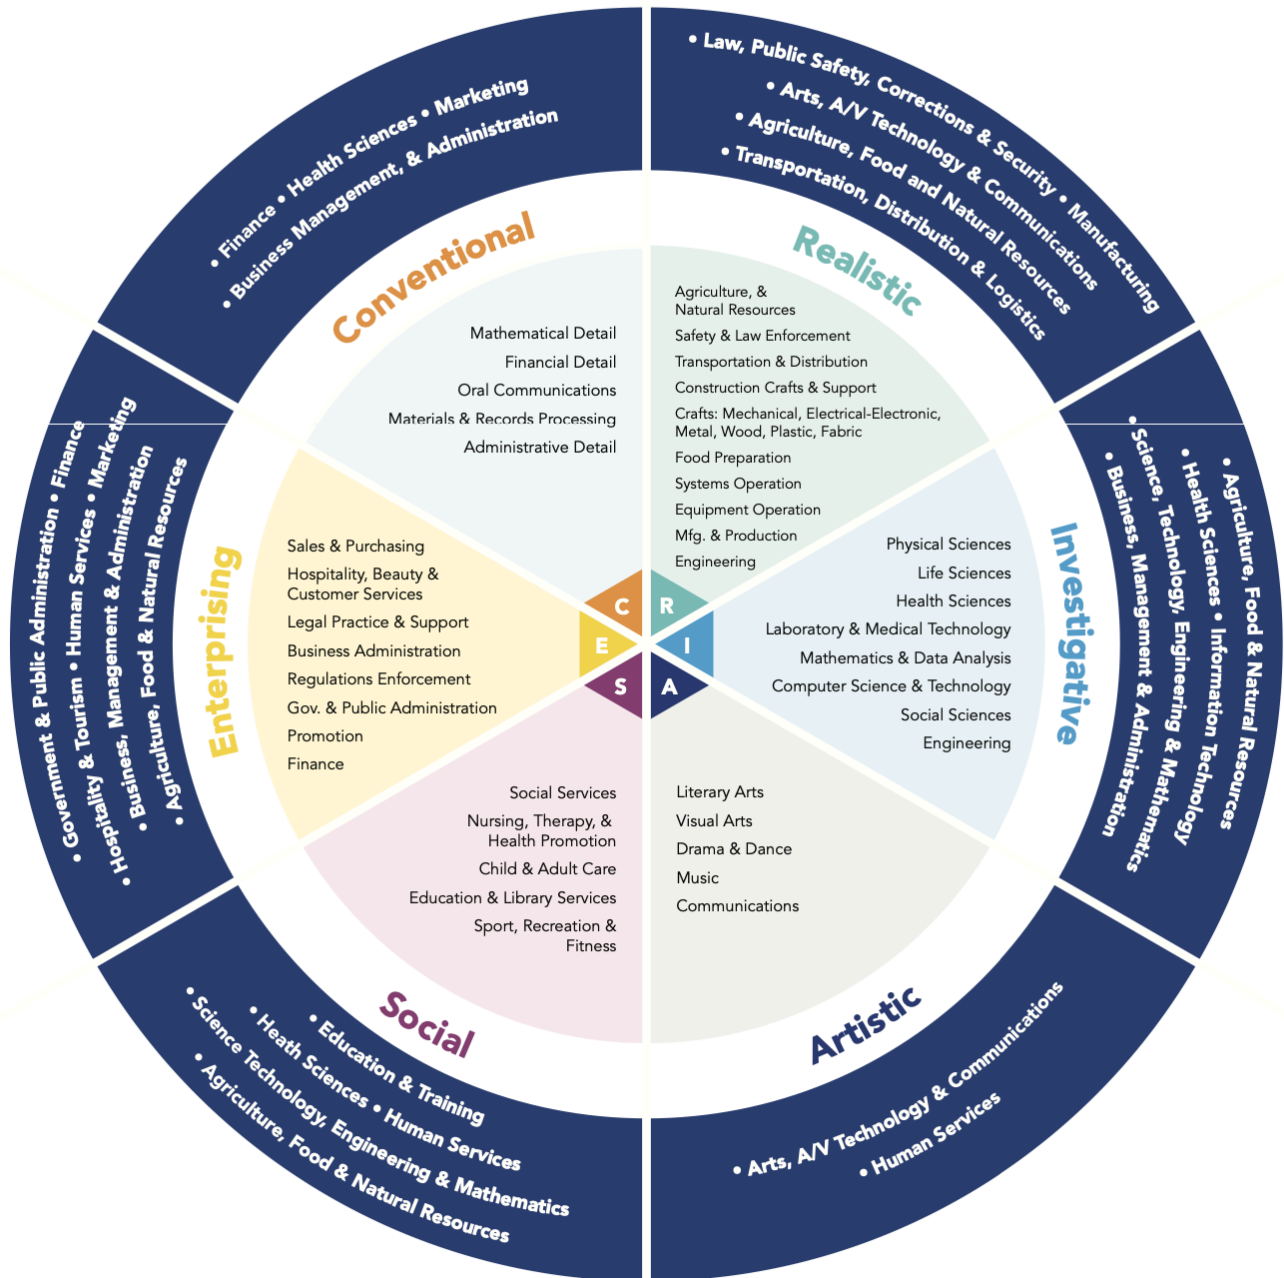 • Law, Public Safety, Corrections & Security • Manufacturing
• Arts, A/V Technology & Communications
• Agriculture, Food and Natural Resources
• Transportation, Distribution & Logistics
Realistic
Agriculture, &
Natural Resources
Safety & Law Enforcement
Transportation & Distribution
Construction Crafts & Support
Crafts: Mechanical, Electrical-Electronic,
Metal, Wood, Plastic, Fabric
Food Preparation
Systems Operation
Equipment Operation
Mfg. & Production
Engineering
• Agriculture, Food & Natural Resources
• Health Sciences • Information Technology
• Science, Technology, Engineering & Mathematics
• Business, Management & Administration
Investigative
Physical Sciences
Life Sciences
Health Sciences
Laboratory & Medical Technology
Mathematics & Data Analysis
Computer Science & Technology
Social Sciences
Engineering
Artistic
Literary Arts
Visual Arts
Drama & Dance
Music
Communications
• Arts, A/V Technology & Communications
• Human Services
Social
Social Services
Nursing, Therapy, &
Health Promotion
Child & Adult Care
Education & Library Services
Sport, Recreation &
Fitness
• Education & Training
• Heath Sciences • Human Services
• Science Technology, Engineering & Mathematics
• Agriculture, Food & Natural Resources
• Government & Public Administration • Finance
• Hospitality & Tourism • Human Services • Marketing
• Business, Management & Administration
• Agriculture, Food & Natural Resources
Enterprising
Sales & Purchasing
Hospitality, Beauty &
Customer Services
Legal Practice & Support
Business Administration
Regulations Enforcement
Gov. & Public Administration
Promotion
Finance
• Finance • Health Sciences • Marketing
• Business Management, & Administration
Conventional
Mathematical Detail
Financial Detail
Oral Communications
Materials & Records Processing
Administrative Detail
C R
E I
S A